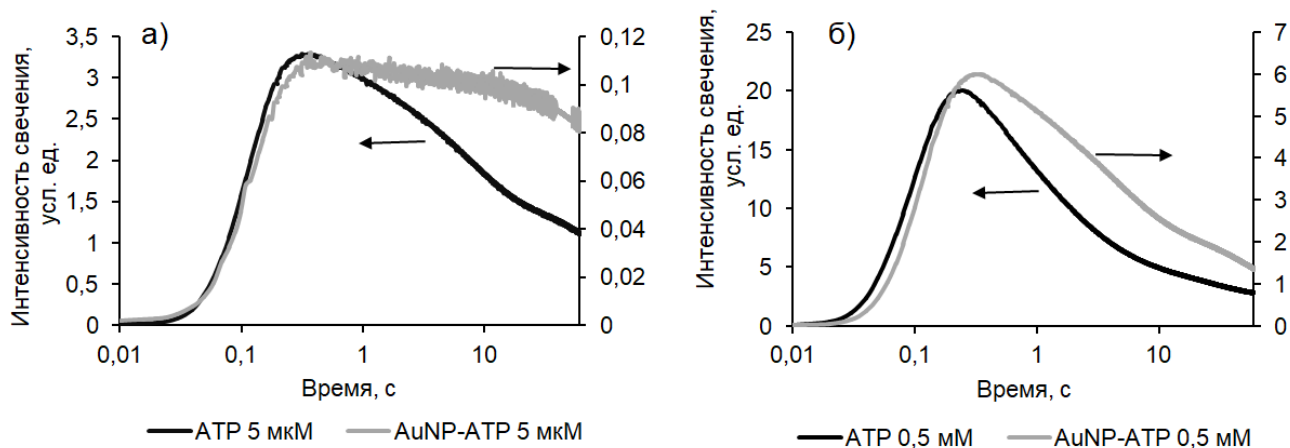 а)
Интенсивность свечения,
усл. ед.
3,5
3
2,5
2
1,5
1
0,5
0
0,12
0,1
0,08
0,06
0,04
0,02
0
0,01 0,1 1 10
Время, с
ATP 5 мкМ AuNP-ATP 5 мкМ
б)
Интенсивность свечения,
усл. ед.
25
20
15
10
5
0
7
6
5
4
3
2
1
0
0,01 0,1 1 10
Время, с
ATP 0,5 мМ AuNP-ATP 0,5 мМ